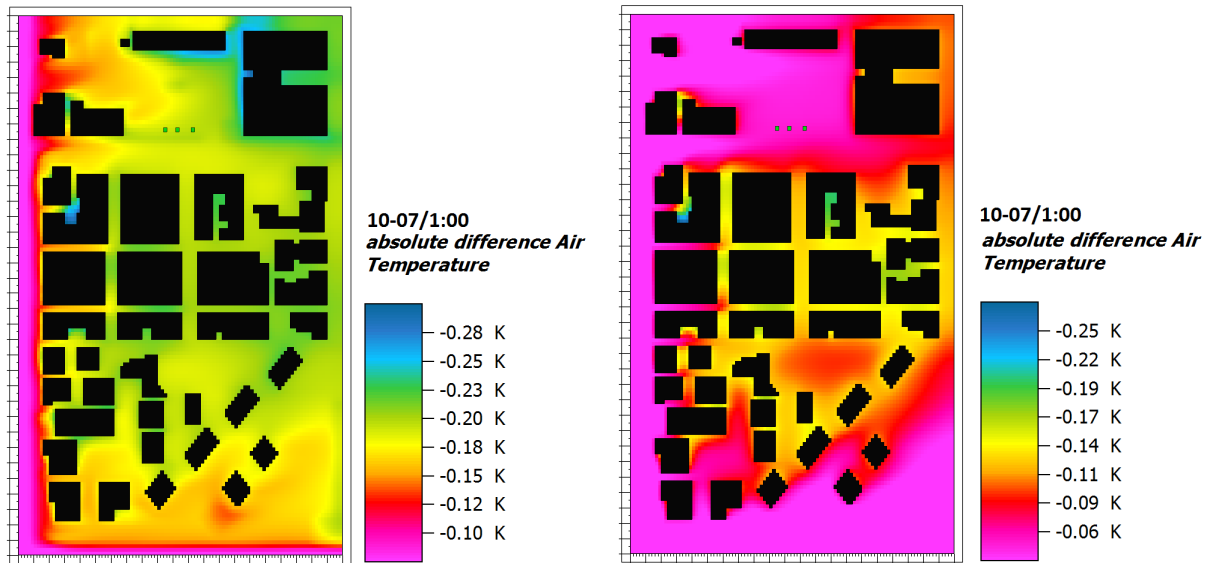 10-07/1:00
absolute difference Air
Temperature
-0.28 K
-0.25 K
-0.23 K
-0.20 K
-0.18 K
-0.15 K
-0.12 K
-0.10 K
10-07/1:00
absolute difference Air
Temperature
-0.25 K
-0.22 K
-0.19 K
-0.17 K
-0.14 K
-0.11 K
-0.09 K
-0.06 K